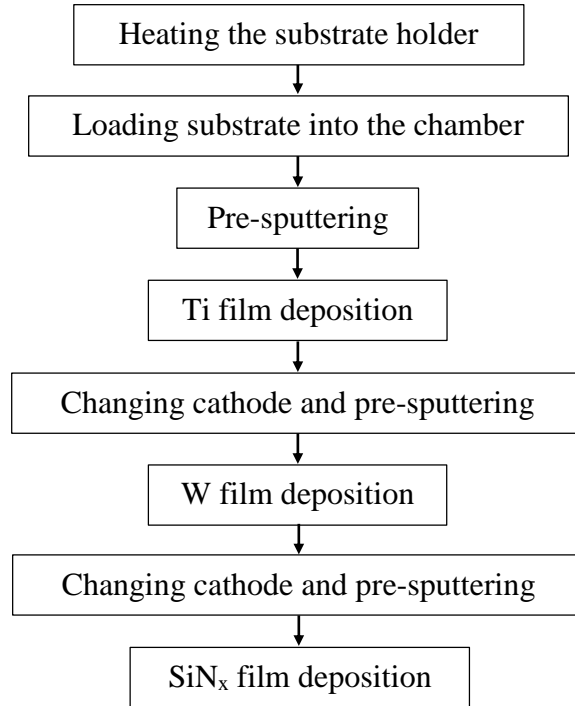 Heating the substrate holder
Loading substrate into the chamber
Pre-sputtering
Ti film deposition
Changing cathode and pre-sputtering
W film deposition
Changing cathode and pre-sputtering
SiNₓ film deposition